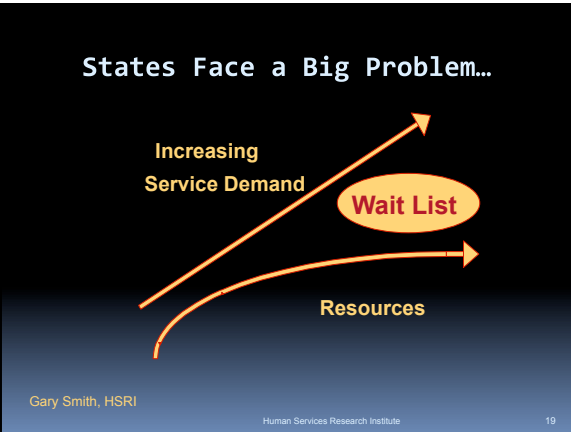 States Face a Big Problem…
Increasing
Service Demand
Wait List
Resources
Gary Smith, HSRI
Human Services Research Institute
19